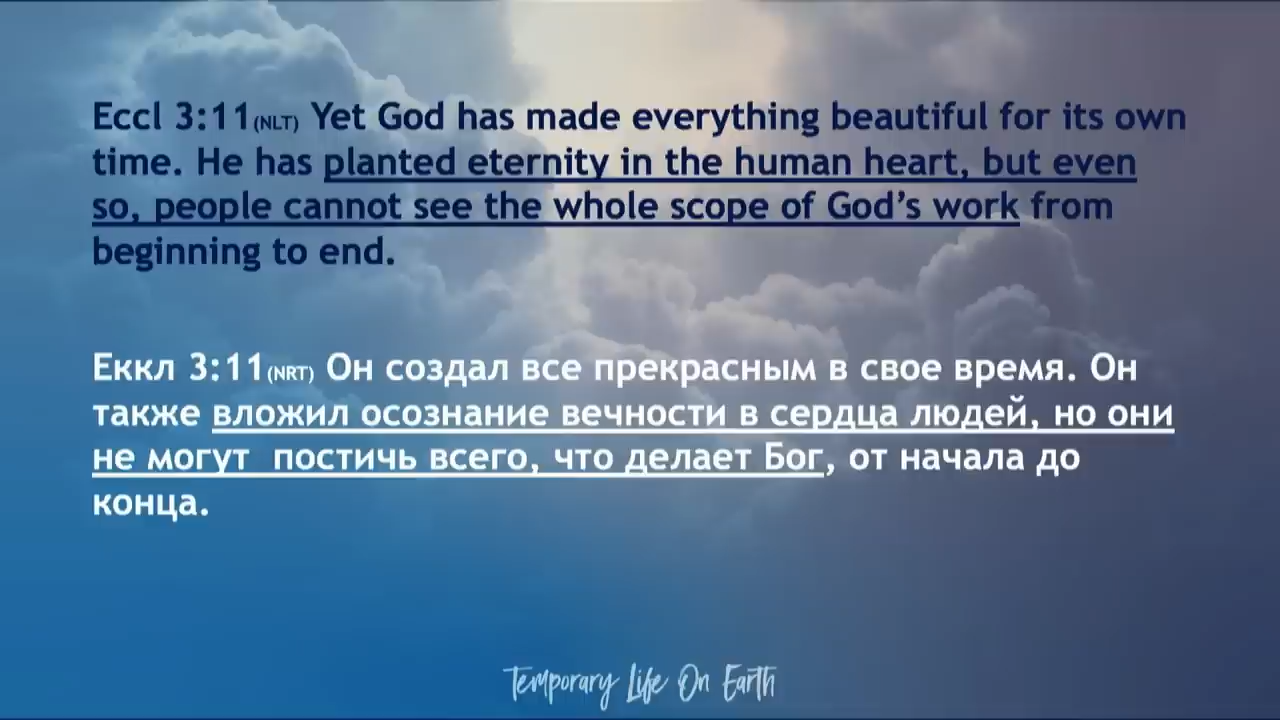 Eccl 3:11(NLT) Yet God has made everything beautiful for its own
time. He has planted eternity in the human heart, but even
so, people cannot see the whole scope of God’s work from
beginning to end.
Еккл 3:11(NRT) Он создал все прекрасным в свое время. Он
также вложил осознание вечности в сердца людей, но они
не могут  постичь всего, что делает Бог, от начала до
конца.
Temporary Life On Earth